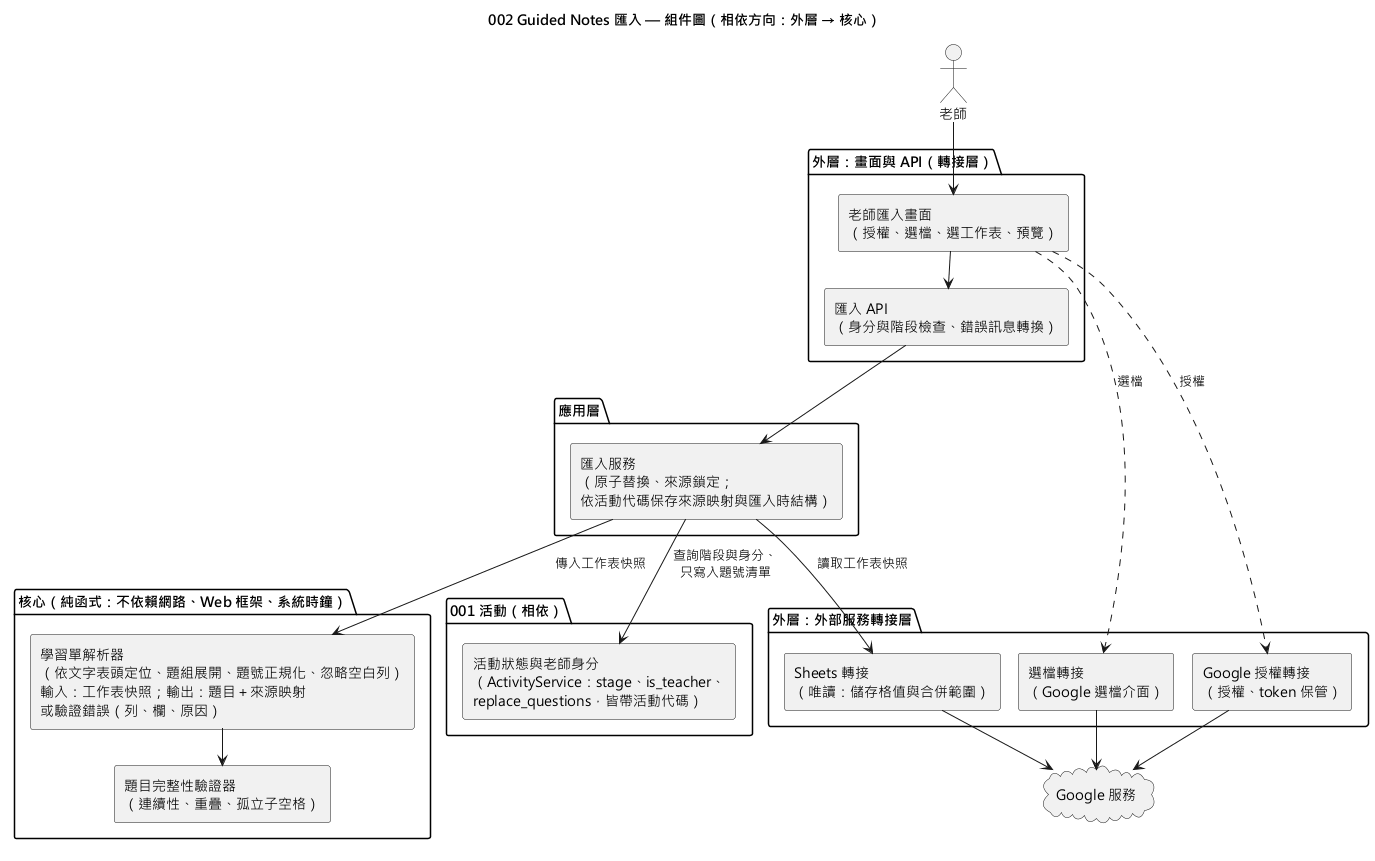 002 Guided Notes 匯入 — 組件圖（相依方向：外層 → 核心）
老師
外層：畫面與 API（轉接層）
老師匯入畫面
（授權、選檔、選工作表、預覽）
匯入 API
（身分與階段檢查、錯誤訊息轉換）
選檔
授權
應用層
匯入服務
（原子替換、來源鎖定；
依活動代碼保存來源映射與匯入時結構）
傳入工作表快照
查詢階段與身分、
只寫入題號清單
讀取工作表快照
核心（純函式：不依賴網路、Web 框架、系統時鐘）
學習單解析器
（依文字表頭定位、題組展開、題號正規化、忽略空白列）
輸入：工作表快照；輸出：題目＋來源映射
或驗證錯誤（列、欄、原因）
題目完整性驗證器
（連續性、重疊、孤立子空格）
001 活動（相依）
活動狀態與老師身分
（ActivityService：stage、is_teacher、
replace_questions，皆帶活動代碼）
外層：外部服務轉接層
Sheets 轉接
（唯讀：儲存格值與合併範圍）
選檔轉接
（Google 選檔介面）
Google 授權轉接
（授權、token 保管）
Google 服務